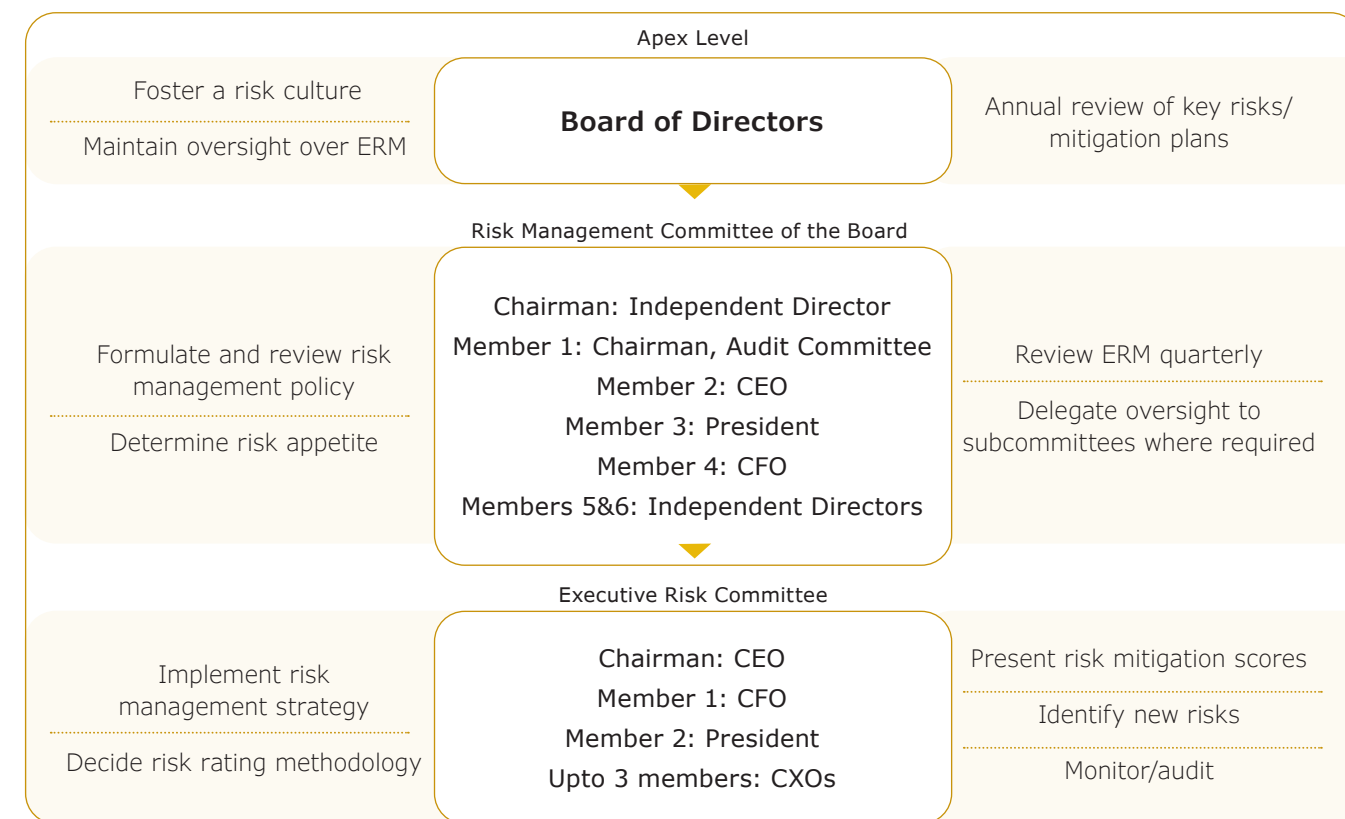 Apex Level
Foster a risk culture
Maintain oversight over ERM
Board of Directors
Annual review of key risks/
mitigation plans
Risk Management Committee of the Board
Formulate and review risk
management policy
Determine risk appetite
Chairman: Independent Director
Member 1: Chairman, Audit Committee
Member 2: CEO
Member 3: President
Member 4: CFO
Members 5&6: Independent Directors
Review ERM quarterly
Delegate oversight to
subcommittees where required
Executive Risk Committee
Implement risk
management strategy
Decide risk rating methodology
Chairman: CEO
Member 1: CFO
Member 2: President
Upto 3 members: CXOs
Present risk mitigation scores
Identify new risks
Monitor/audit